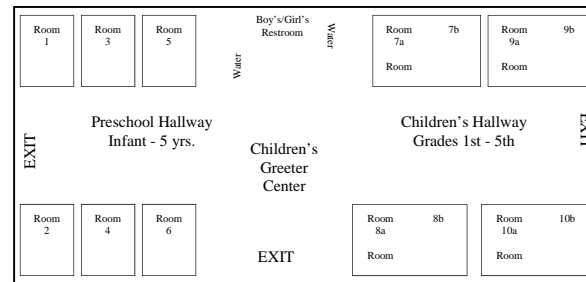 Room
1
Room
3
Room
5
Boy's/Girl's
Restroom
Water
Water
Room
7a
7b
Room
Room
9a
9b
Room
EXIT
Preschool Hallway
Infant - 5 yrs.
Children's
Greeter
Center
Children's Hallway
Grades 1st - 5th
EXIT
Room
2
Room
4
Room
6
EXIT
Room
8a
8b
Room
Room
10a
10b
Room